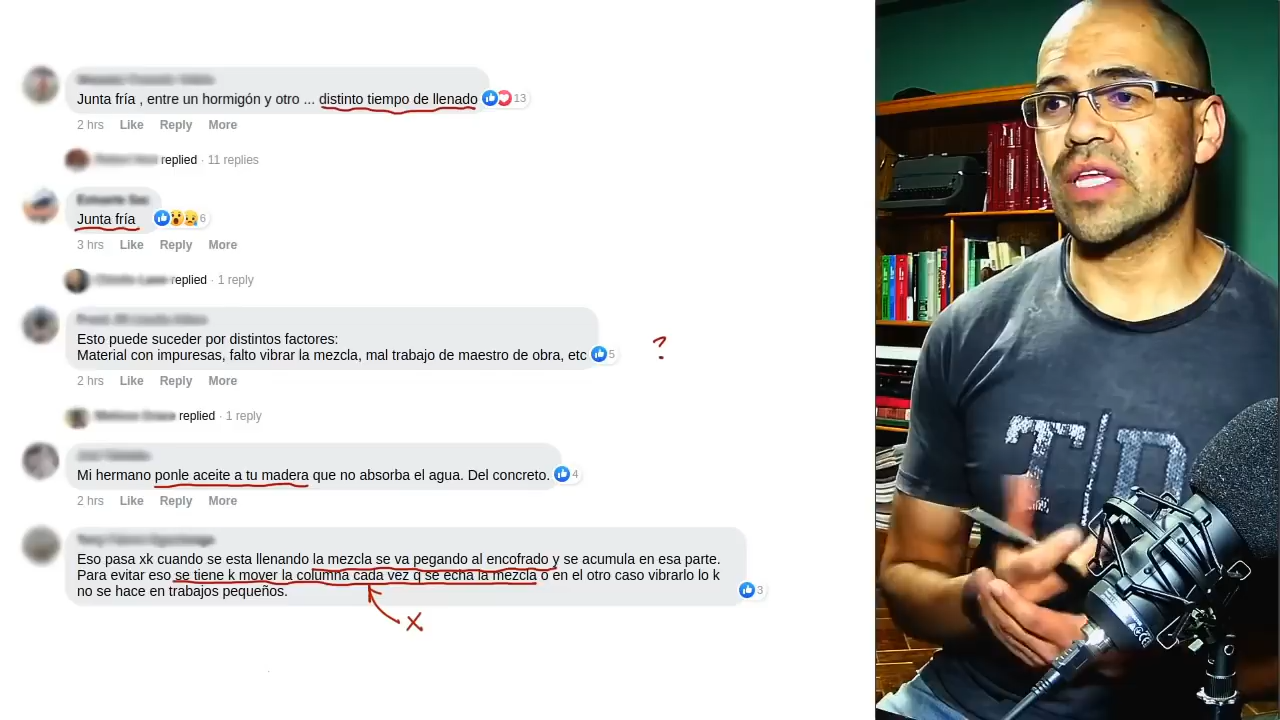 Junta fría , entre un hormigón y otro ... distinto tiempo de llenado 13
2 hrs Like Reply More
replied · 11 replies
Junta fría 6
3 hrs Like Reply More
replied · 1 reply
Esto puede suceder por distintos factores:
Material con impuresas, falto vibrar la mezcla, mal trabajo de maestro de obra, etc 5
?
2 hrs Like Reply More
replied · 1 reply
Mi hermano ponle aceite a tu madera que no absorba el agua. Del concreto. 4
2 hrs Like Reply More
Eso pasa xk cuando se esta llenando la mezcla se va pegando al encofrado y se acumula en esa parte.
Para evitar eso se tiene k mover la columna cada vez q se echa la mezcla o en el otro caso vibrarlo lo k
no se hace en trabajos pequeños. 3
X